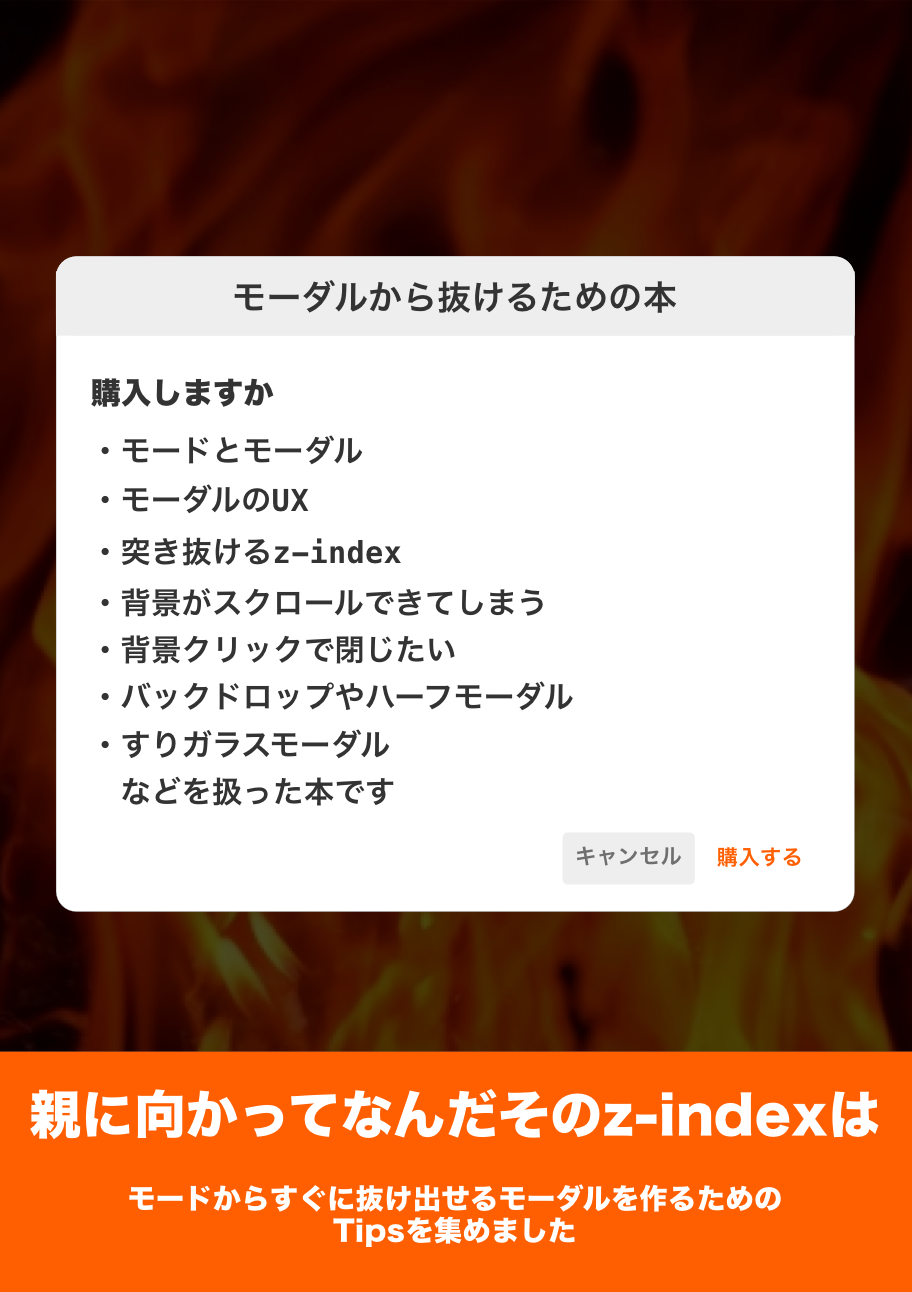 モーダルから抜けるための本
購入しますか
・モードとモーダル
・モーダルのUX
・突き抜けるz-index
・背景がスクロールできてしまう
・背景クリックで閉じたい
・バックドロップやハーフモーダル
・すりガラスモーダル
などを扱った本です
キャンセル 購入する
親に向かってなんだそのz-indexは
モードからすぐに抜け出せるモーダルを作るための
Tipsを集めました